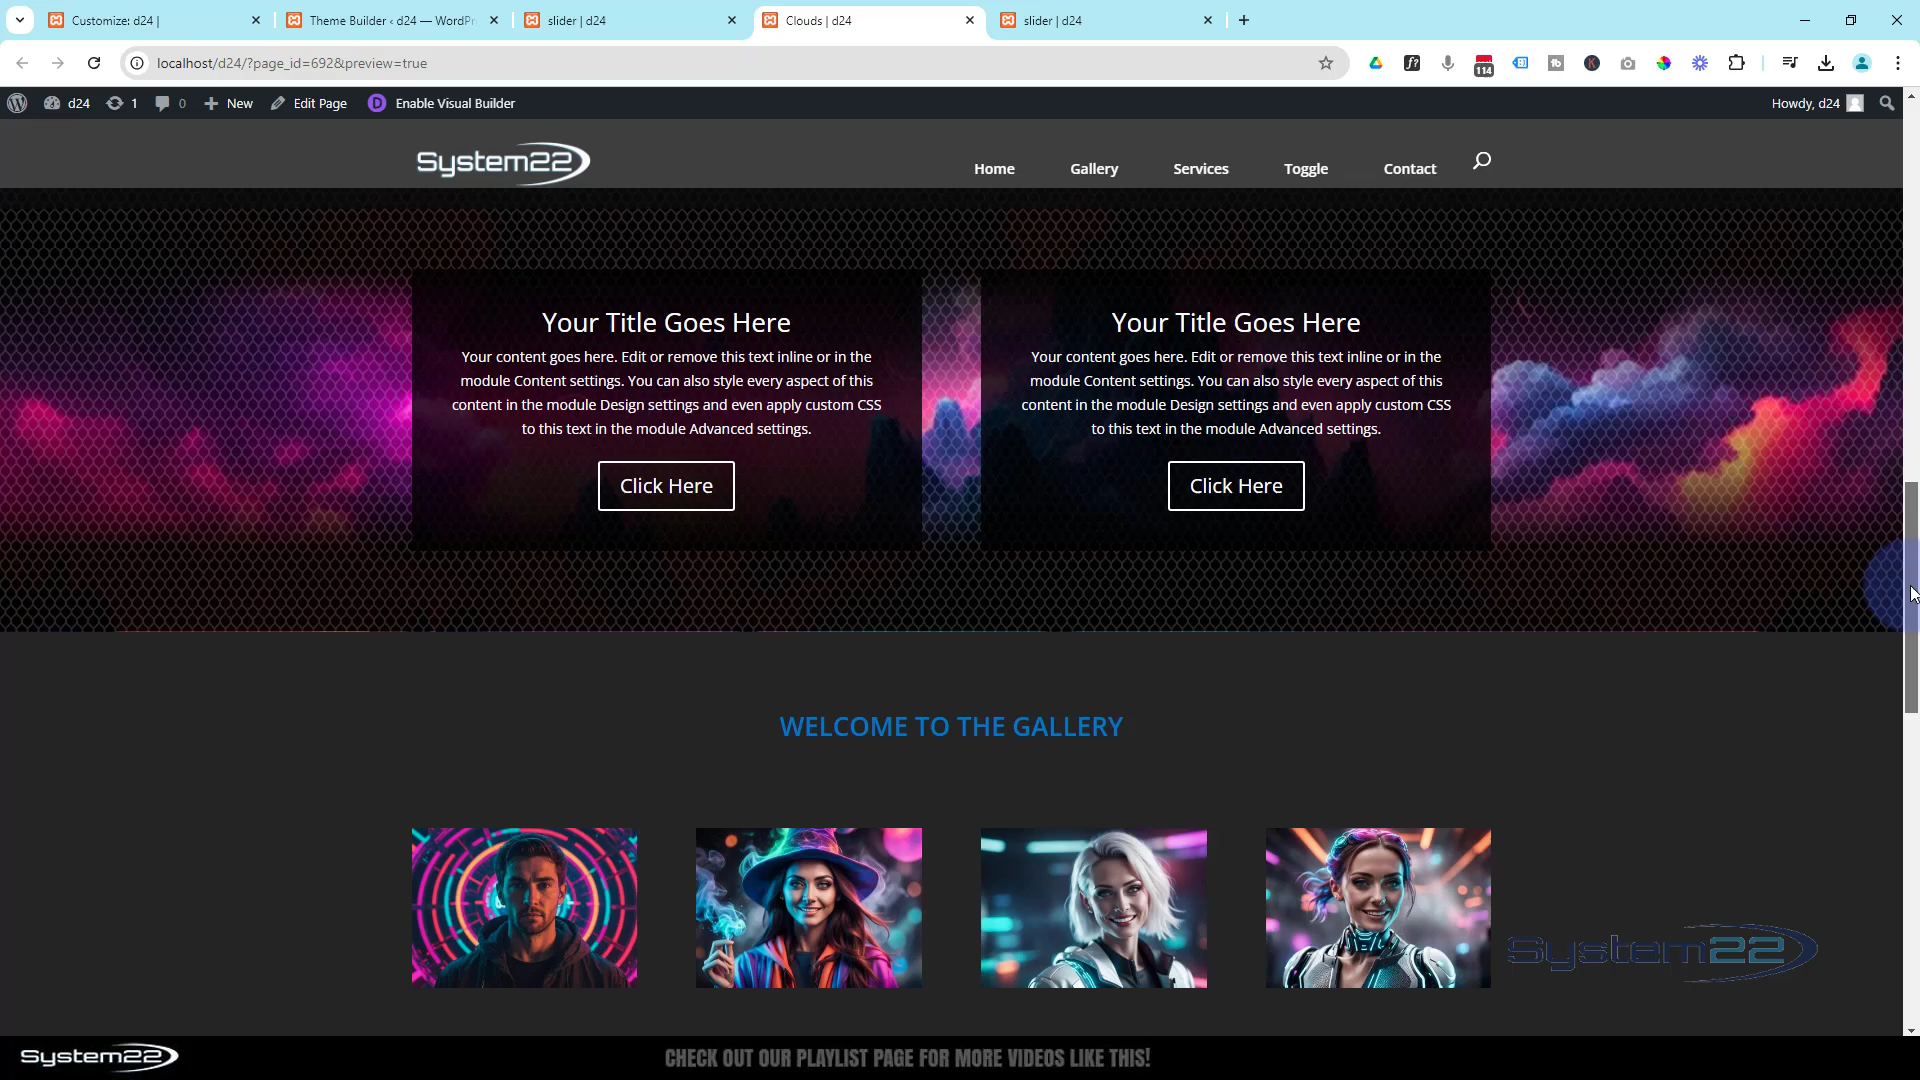 Customize: d24 |
Theme Builder ‹ d24 — WordPr
slider | d24
Clouds | d24
slider | d24
localhost/d24/?page_id=692&preview=true
114
d24
1
0
New
Edit Page
Enable Visual Builder
Howdy, d24
System22
Home
Gallery
Services
Toggle
Contact
Your Title Goes Here
Your content goes here. Edit or remove this text inline or in the
module Content settings. You can also style every aspect of this
content in the module Design settings and even apply custom CSS
to this text in the module Advanced settings.
Click Here
Your Title Goes Here
Your content goes here. Edit or remove this text inline or in the
module Content settings. You can also style every aspect of this
content in the module Design settings and even apply custom CSS
to this text in the module Advanced settings.
Click Here
WELCOME TO THE GALLERY
System22
System22
CHECK OUT OUR PLAYLIST PAGE FOR MORE VIDEOS LIKE THIS!